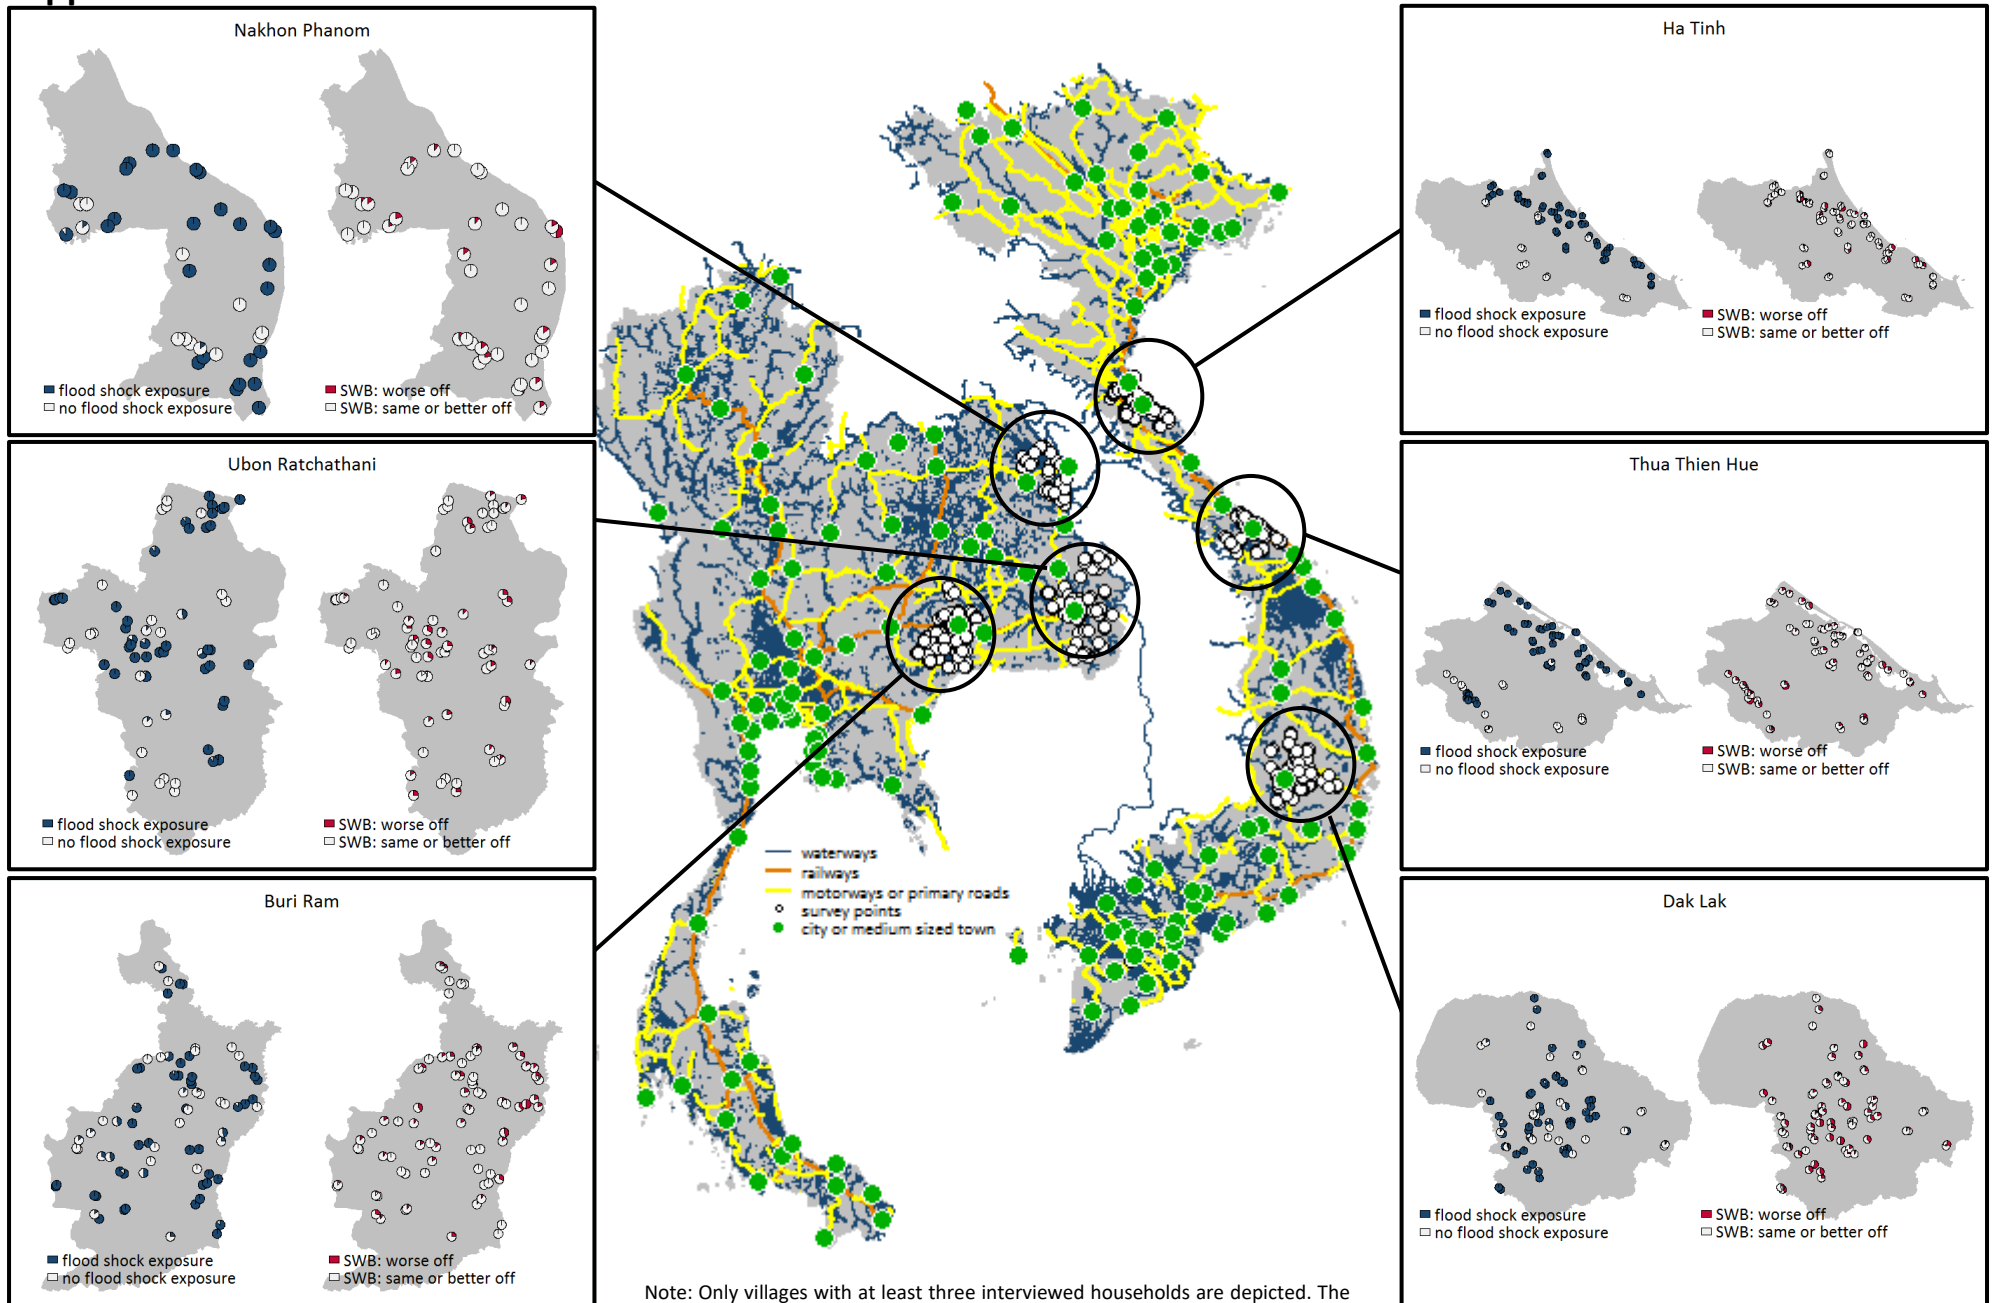 Nakhon Phanom
flood shock exposure
no flood shock exposure
SWB: worse off
SWB: same or better off
Ubon Ratchathani
flood shock exposure
no flood shock exposure
SWB: worse off
SWB: same or better off
Buri Ram
flood shock exposure
no flood shock exposure
SWB: worse off
SWB: same or better off
waterways
railways
motorways or primary roads
survey points
city or medium sized town
Note: Only villages with at least three interviewed households are depicted. The
Ha Tinh
flood shock exposure
no flood shock exposure
SWB: worse off
SWB: same or better off
Thua Thien Hue
flood shock exposure
no flood shock exposure
SWB: worse off
SWB: same or better off
Dak Lak
flood shock exposure
no flood shock exposure
SWB: worse off
SWB: same or better off